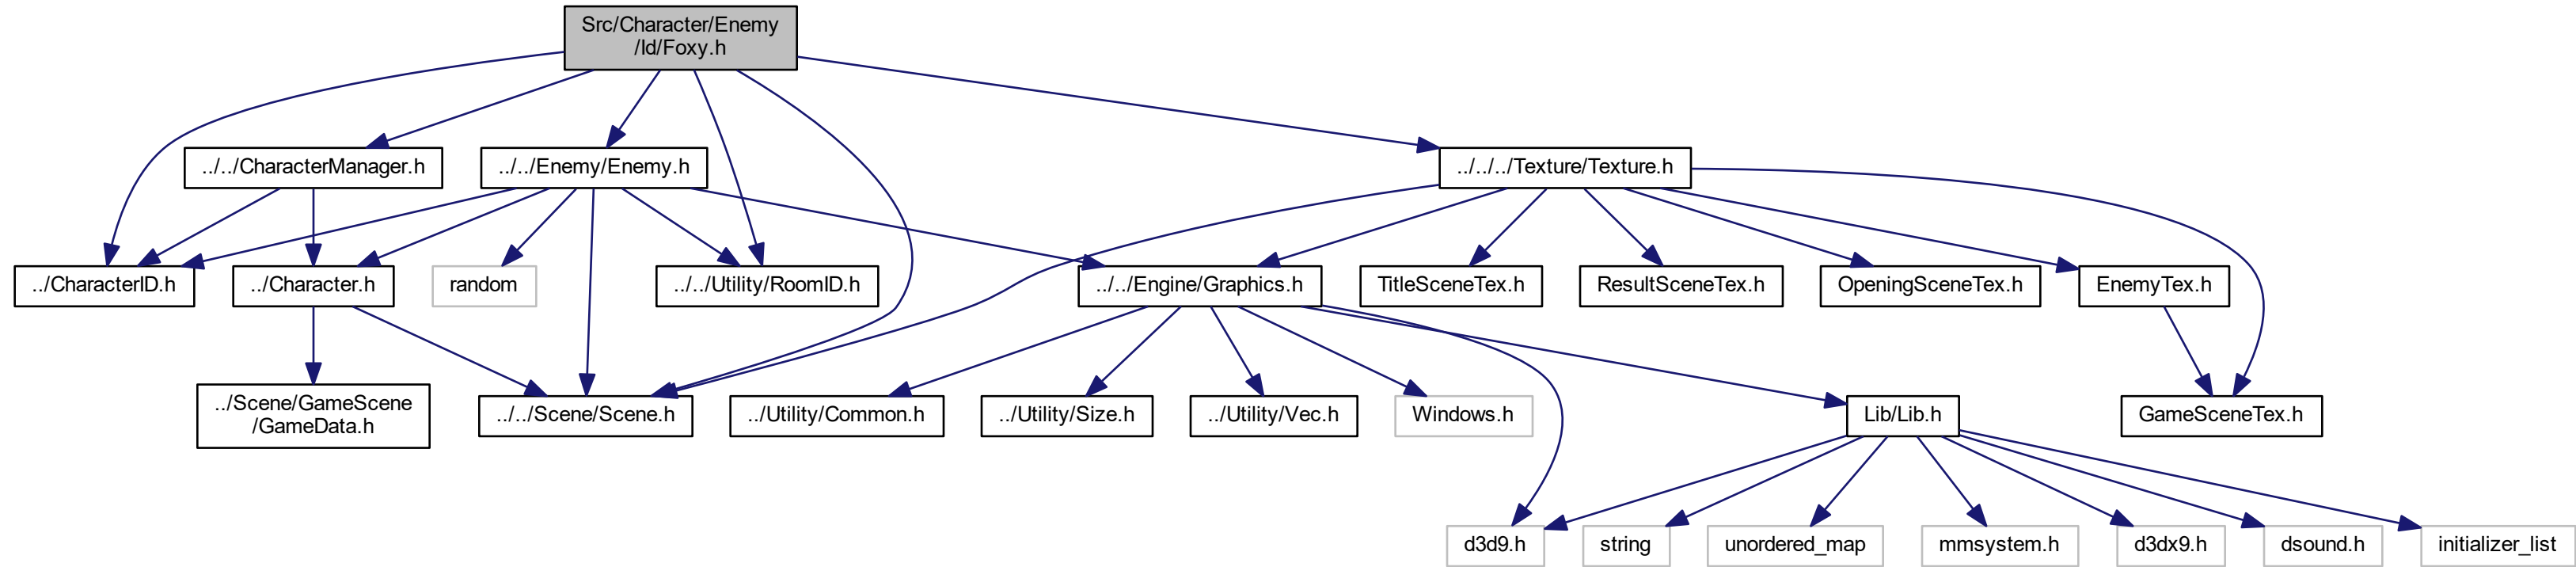 Src/Character/Enemy
/Id/Foxy.h
../../CharacterManager.h
../../Enemy/Enemy.h
../../../Texture/Texture.h
../CharacterID.h
../Character.h
random
../../Utility/RoomID.h
../../Engine/Graphics.h
TitleSceneTex.h
ResultSceneTex.h
OpeningSceneTex.h
EnemyTex.h
../Scene/GameScene
/GameData.h
../../Scene/Scene.h
../Utility/Common.h
../Utility/Size.h
../Utility/Vec.h
Windows.h
Lib/Lib.h
GameSceneTex.h
d3d9.h
string
unordered_map
mmsystem.h
d3dx9.h
dsound.h
initializer_list